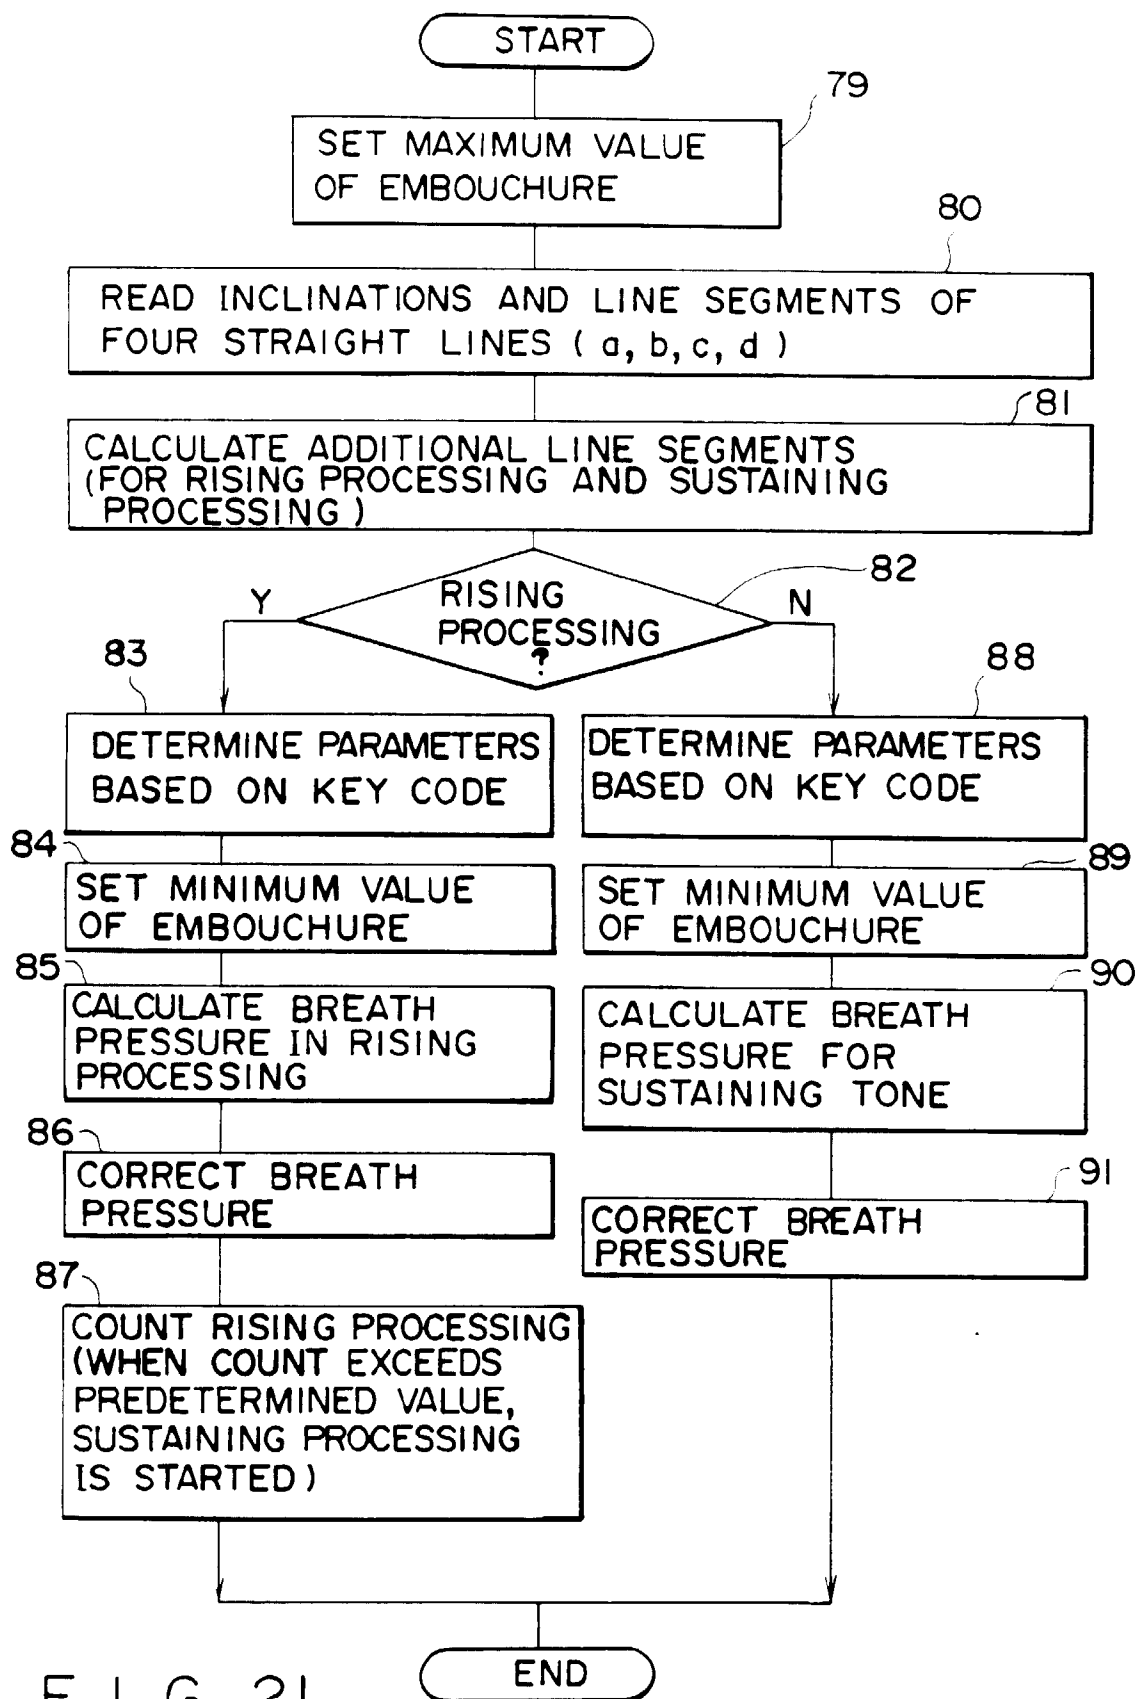 START
79
SET MAXIMUM VALUE
OF EMBOUCHURE
80
READ INCLINATIONS AND LINE SEGMENTS OF
FOUR STRAIGHT LINES ( a, b, c, d )
81
CALCULATE ADDITIONAL LINE SEGMENTS
(FOR RISING PROCESSING AND SUSTAINING
PROCESSING )
82
Y
RISING
PROCESSING
?
N
83
DETERMINE PARAMETERS
BASED ON KEY CODE
84
SET MINIMUM VALUE
OF EMBOUCHURE
85
CALCULATE BREATH
PRESSURE IN RISING
PROCESSING
86
CORRECT BREATH
PRESSURE
87
COUNT RISING PROCESSING
(WHEN COUNT EXCEEDS
PREDETERMINED VALUE,
SUSTAINING PROCESSING
IS STARTED )
88
DETERMINE PARAMETERS
BASED ON KEY CODE
89
SET MINIMUM VALUE
OF EMBOUCHURE
90
CALCULATE BREATH
PRESSURE FOR
SUSTAINING TONE
91
CORRECT BREATH
PRESSURE
END
FIG. 21